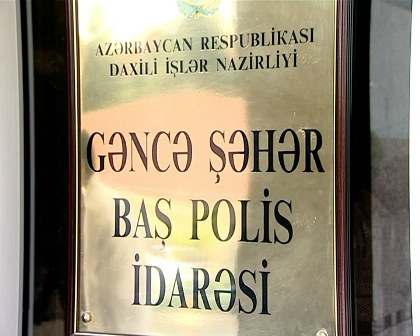 AZƏRBAYCAN RESPUBLİKASI
DAXİLİ İŞLƏR NAZİRLİYİ
GƏNCƏ ŞƏHƏR
BAŞ POLİS
İDARƏSİ